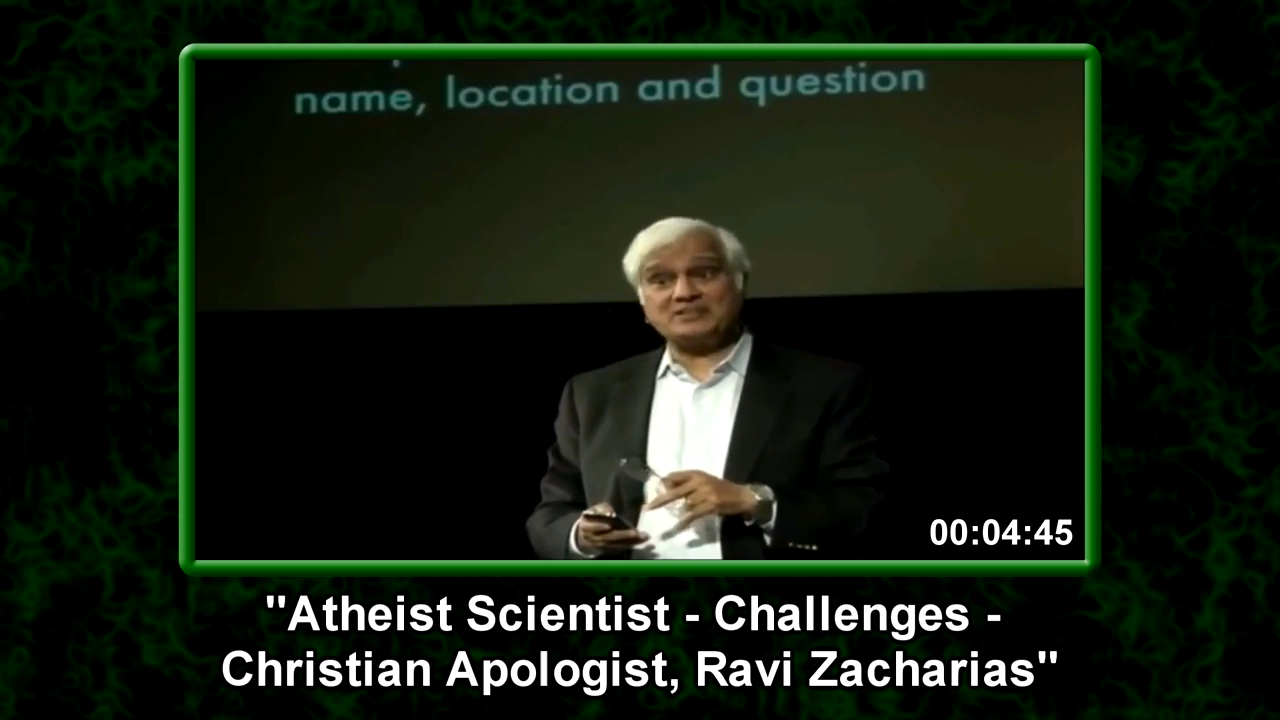 name, location and question
00:04:45
"Atheist Scientist - Challenges -
Christian Apologist, Ravi Zacharias"